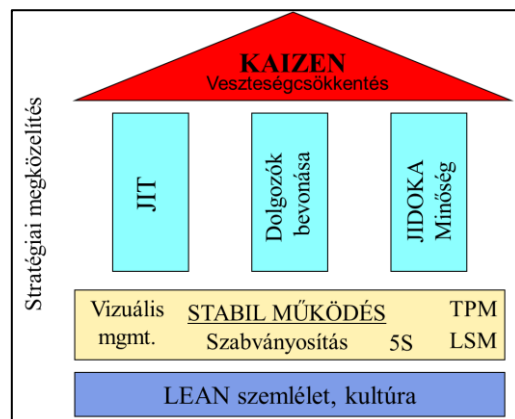 Stratégiai megközelítés
KAIZEN
Veszteségcsökkentés
JIT
Dolgozók
bevonása
JIDOKA
Minőség
Vizuális
mgmt.
STABIL MŰKÖDÉS
Szabványosítás
5S
TPM
LSM
LEAN szemlélet, kultúra